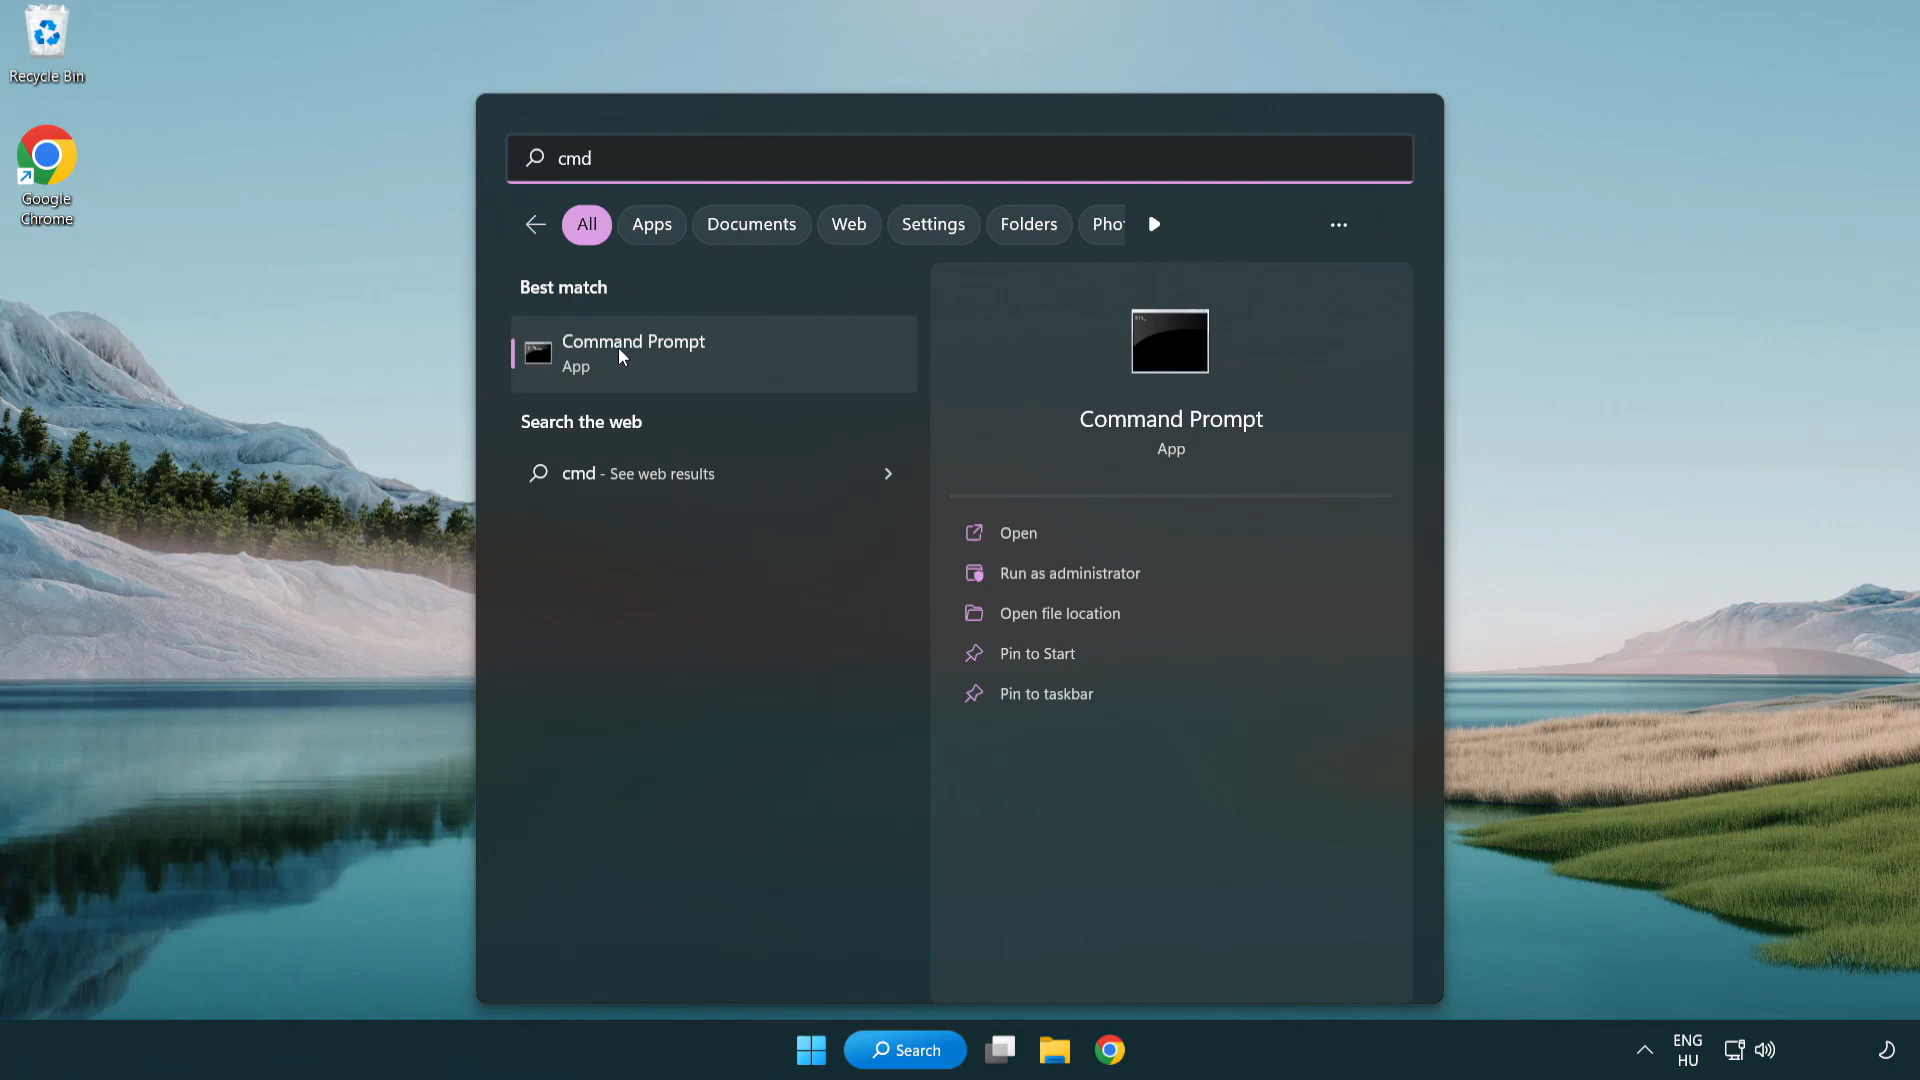 Recycle Bin
Google
Chrome
cmd
All
Apps
Documents
Web
Settings
Folders
Pho
Best match
Command Prompt
App
Search the web
cmd - See web results
Command Prompt
App
Open
Run as administrator
Open file location
Pin to Start
Pin to taskbar
Search
ENG
HU